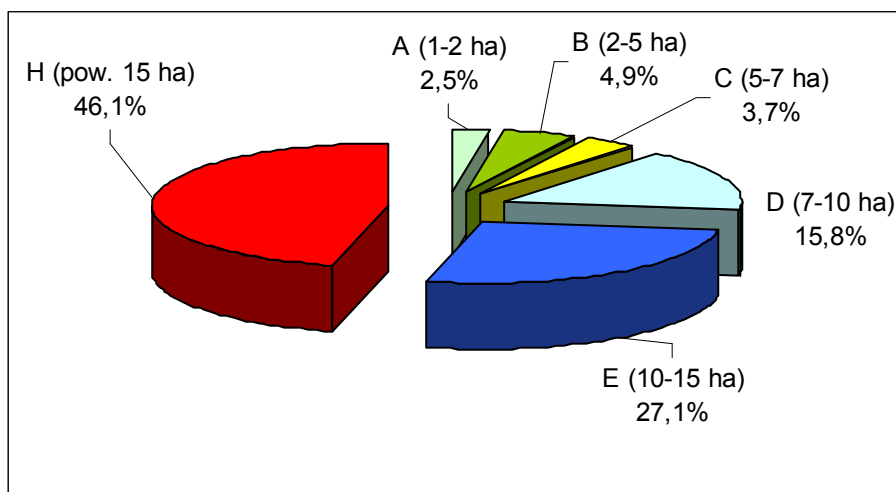 A (1-2 ha)
2,5%
B (2-5 ha)
4,9%
C (5-7 ha)
3,7%
D (7-10 ha)
15,8%
E (10-15 ha)
27,1%
H (pow. 15 ha)
46,1%